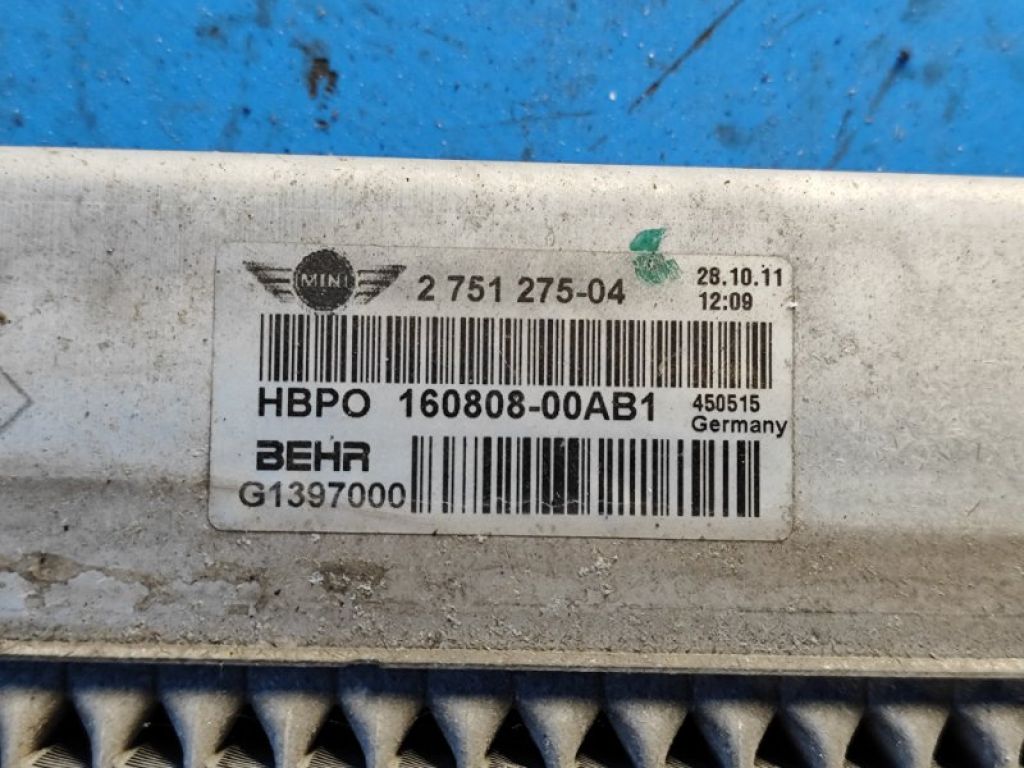 MINI
2 751 275-04
28.10.11
12:09
HBPO 160808-00AB1
450515
Germany
BEHR
G1397000